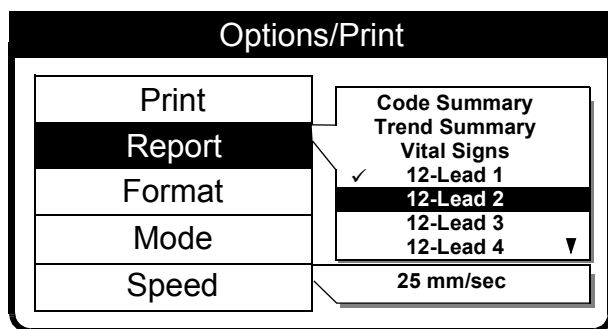 Options/Print
Print
Report
Format
Mode
Speed
Code Summary
Trend Summary
Vital Signs
✓ 12-Lead 1
12-Lead 2
12-Lead 3
12-Lead 4
25 mm/sec